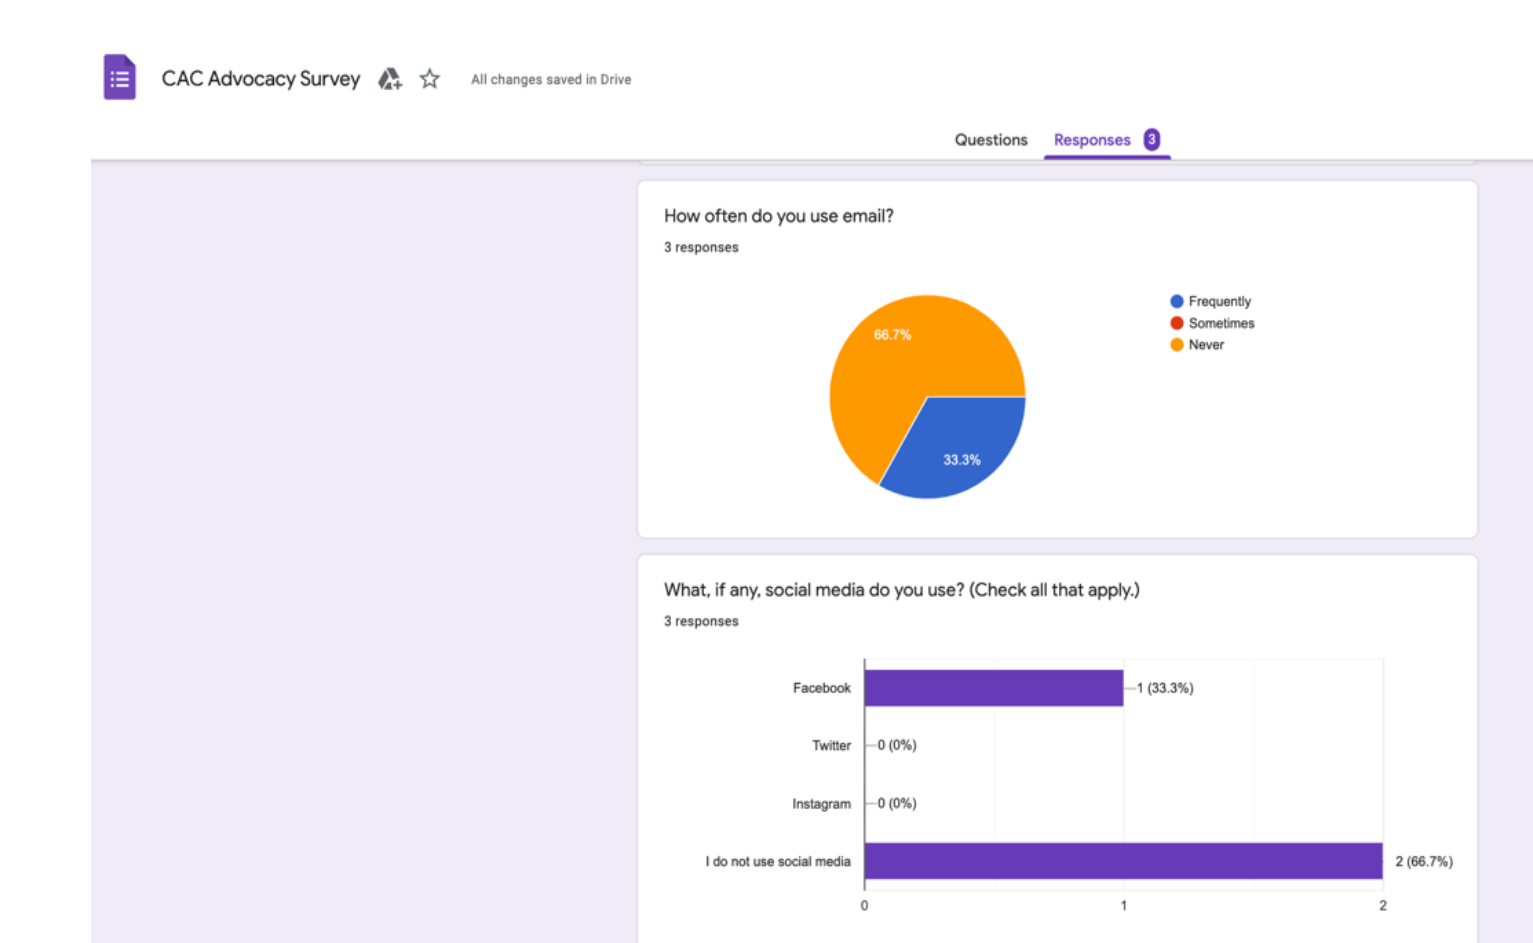 CAC Advocacy Survey All changes saved in Drive
Questions Responses 3
How often do you use email?
3 responses
66.7%
33.3%
Frequently
Sometimes
Never
What, if any, social media do you use? (Check all that apply.)
3 responses
Facebook 1 (33.3%)
Twitter 0 (0%)
Instagram 0 (0%)
I do not use social media 2 (66.7%)
0 1 2